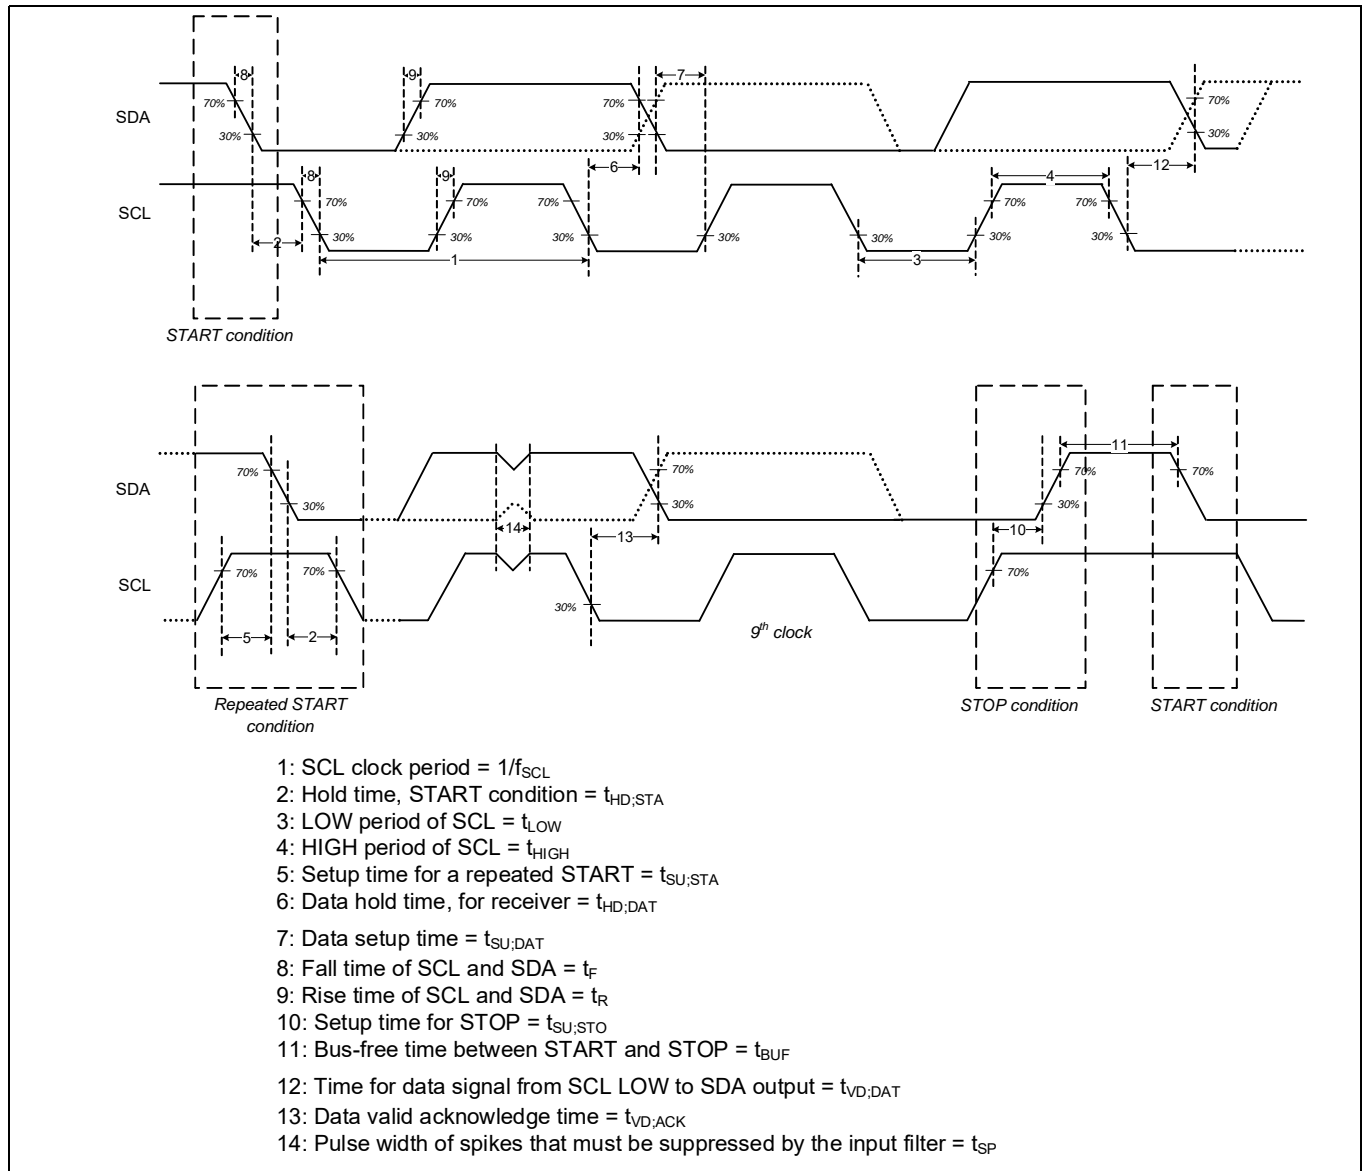 8 9 7
70% 70% 70% 70%
SDA
30% 30% 30% 30%
6 12
8 9 4
70% 70% 70% 70% 70%
SCL
30% 30% 30% 30% 30% 30% 30%
2 1 3
START condition
11
70% 70% 70% 70%
SDA
30% 30% 30%
14 13 10
70% 70% 70%
SCL
30%
5 2 9th clock
Repeated START
condition
STOP condition START condition
1: SCL clock period = 1/fSCL
2: Hold time, START condition = tHD;STA
3: LOW period of SCL = tLOW
4: HIGH period of SCL = tHIGH
5: Setup time for a repeated START = tSU;STA
6: Data hold time, for receiver = tHD;DAT
7: Data setup time = tSU;DAT
8: Fall time of SCL and SDA = tF
9: Rise time of SCL and SDA = tR
10: Setup time for STOP = tSU;STO
11: Bus-free time between START and STOP = tBUF
12: Time for data signal from SCL LOW to SDA output = tVD;DAT
13: Data valid acknowledge time = tVD;ACK
14: Pulse width of spikes that must be suppressed by the input filter = tSP